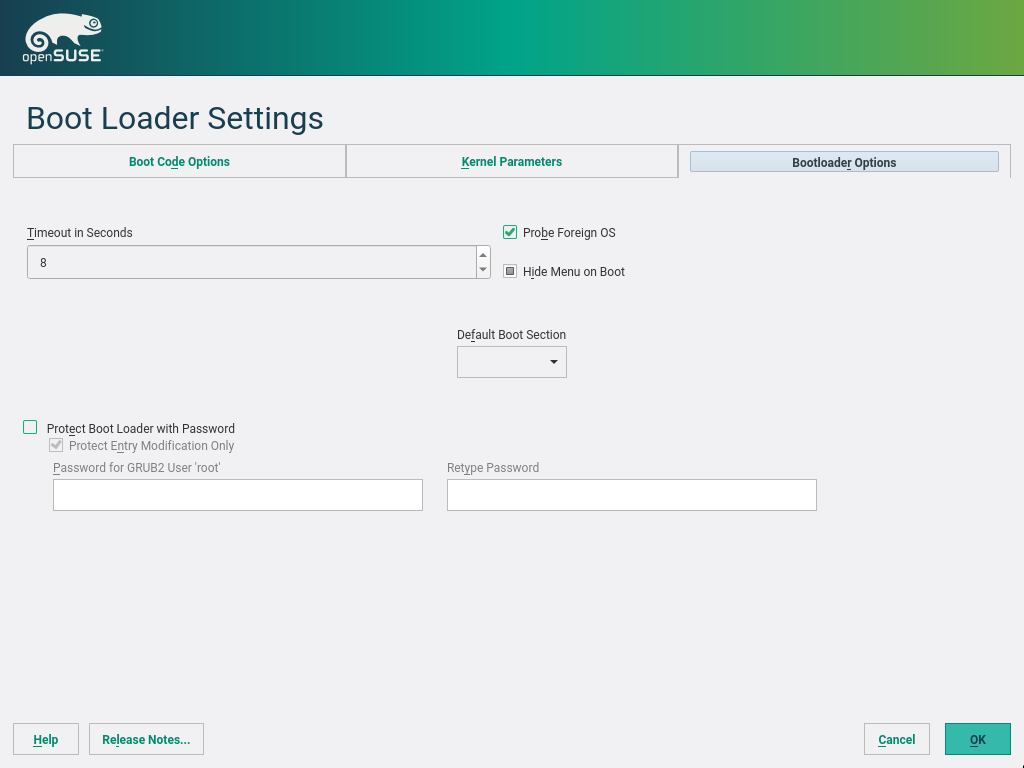 openSUSE
Boot Loader Settings
Boot Code Options
Kernel Parameters
Bootloader Options
Timeout in Seconds
8
Probe Foreign OS
Hide Menu on Boot
Default Boot Section
Protect Boot Loader with Password
Protect Entry Modification Only
Password for GRUB2 User 'root'
Retype Password
Help
Release Notes...
Cancel
OK